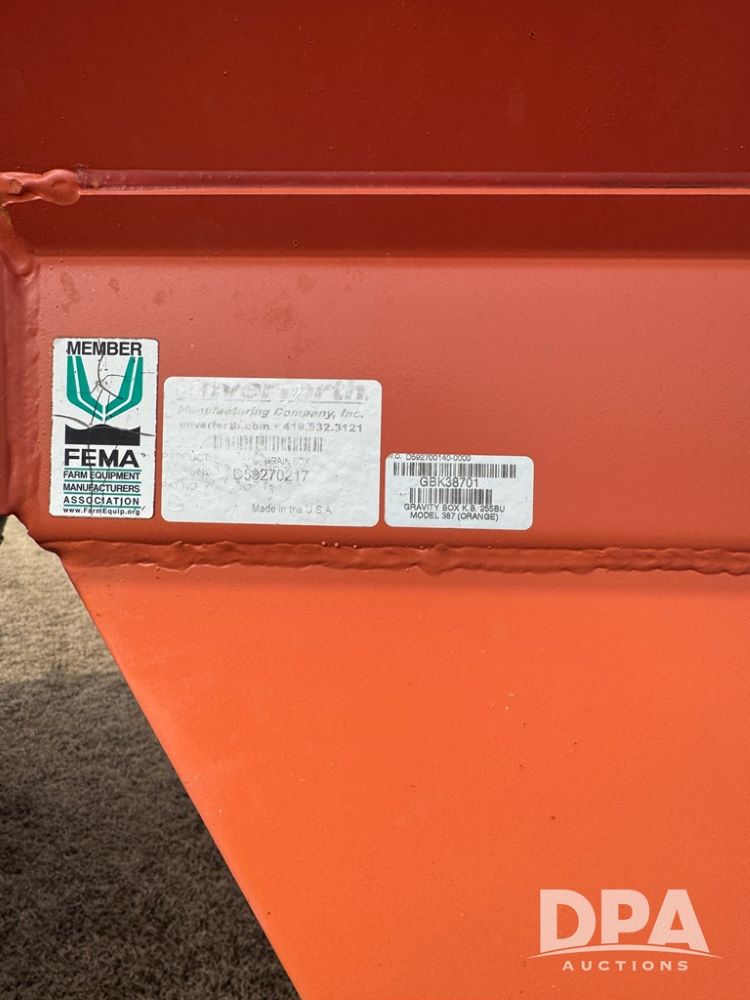 MEMBER
FEMA
FARM EQUIPMENT
MANUFACTURERS
ASSOCIATION
www.FarmEquip.org
Manufacturing Company, Inc.
419.532.3121
D59270217
Made in the U.S.A.
D592700140-0000
GBK38701
GRAVITY BOX K.B. 255BU
MODEL 387 (ORANGE)
DPA
AUCTIONS